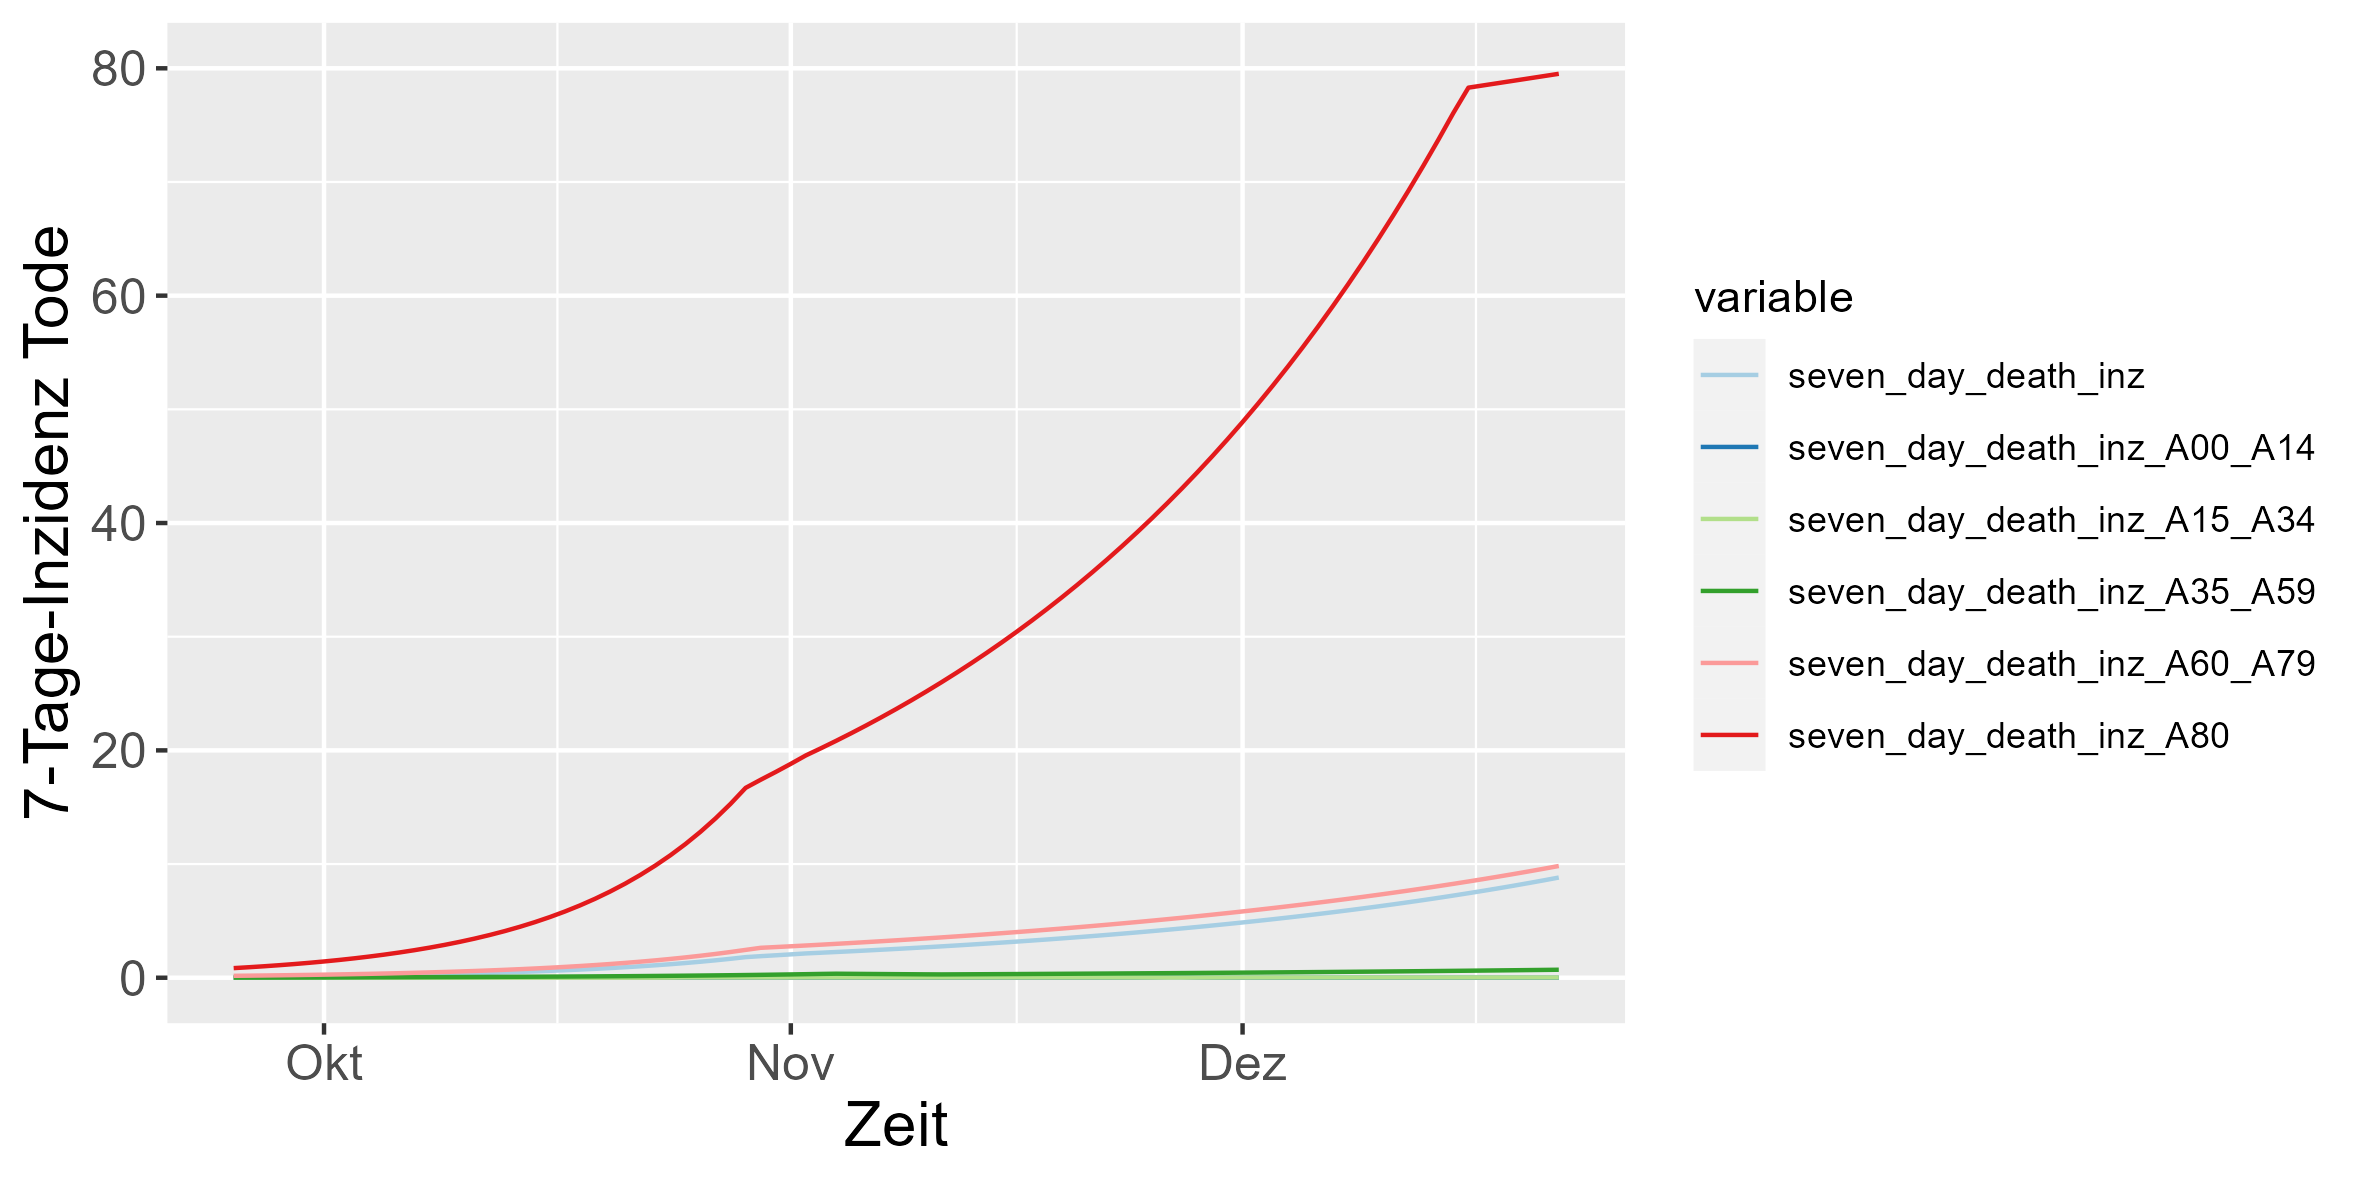 7-Tage-Inzidenz Tode
80
60
40
20
0
Okt
Nov
Dez
Zeit
variable
seven_day_death_inz
seven_day_death_inz_A00_A14
seven_day_death_inz_A15_A34
seven_day_death_inz_A35_A59
seven_day_death_inz_A60_A79
seven_day_death_inz_A80